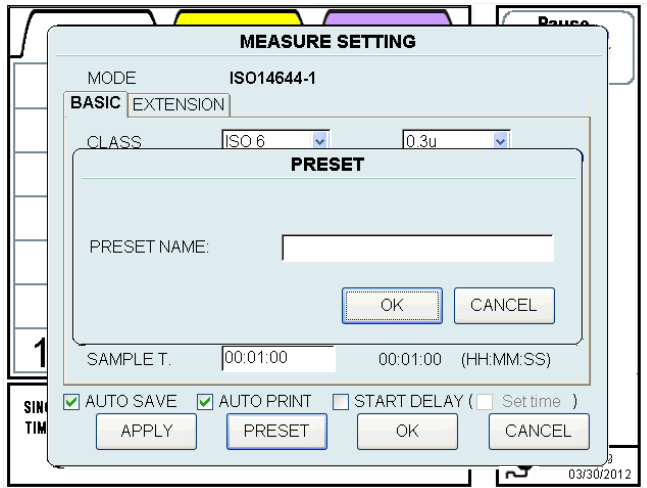 Pause
MEASURE SETTING
MODE ISO14644-1
BASIC EXTENSION
CLASS ISO 6 0.3u
PRESET
PRESET NAME:
OK CANCEL
1
SAMPLE T. 00:01:00 00:01:00 (HH:MM:SS)
AUTO SAVE AUTO PRINT START DELAY ( Set time )
APPLY PRESET OK CANCEL
SIN
TIM
03/30/2012